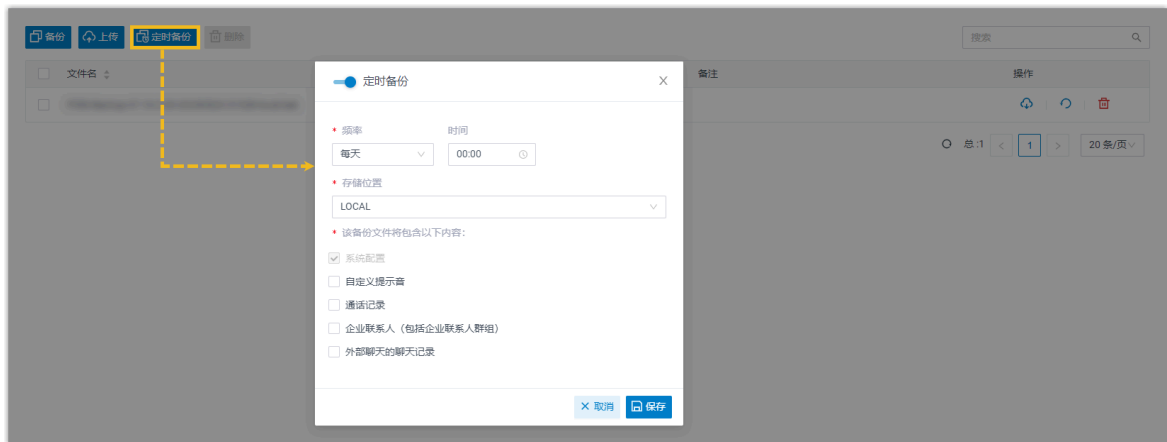 备份 上传 定时备份 删除 搜索
文件名 备注 操作
定时备份
* 频率 时间
每天 00:00
总:1 < 1 > 20 条/页
* 存储位置
LOCAL
* 该备份文件将包含以下内容：
系统配置
自定义提示音
通话记录
企业联系人（包括企业联系人群组）
外部聊天的聊天记录
取消 保存